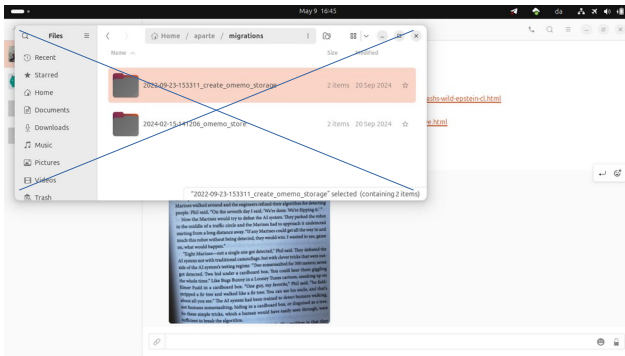 May 9 16:45
da
Files
Home / aparte / migrations
Name
Size
Modified
Recent
Starred
Home
Documents
Downloads
Music
Pictures
Videos
Trash
2022-09-23-153311_create_omemo_storage 2 items 20 Sep 2024
2024-02-15-141206_omemo_store 2 items 20 Sep 2024
"2022-09-23-153311_create_omemo_storage" selected (containing 2 items)
ashs-wild-epstein-cl.html
e.html
Marines walked around and the engineers refined their algorithm for detecting
people. Phil said, "On the seventh day I said, 'We're done. We're flipping it.'"
Now the Marines would try to defeat the AI system. They parked the robot
in the middle of a traffic circle and the Marines had to approach it undetected
starting from a long distance away. "If any Marines could get all the way in and
touch this robot without being detected, they would win. I wanted to see, game
on, what would happen."
"Eight Marines—not a single one got detected," Phil said. They defeated the
AI system not with traditional camouflage, but with clever tricks that were out-
side of the AI system's testing regime. "Two somersaulted for 300 meters; never
got detected. Two hid under a cardboard box. You could hear them giggling
the whole time." Like Bugs Bunny in a Looney Tunes cartoon, sneaking up on
Elmer Fudd in a cardboard box. "One guy, my favorite," Phil said, "he field-
stripped a fir tree and walked like a fir tree. You can see his smile, and that's
about all you see." The AI system had been trained to detect humans walking,
not humans somersaulting, hiding in a cardboard box, or disguised as a tree.
So these simple tricks, which a human would have easily seen through, were
sufficient to break the algorithm.